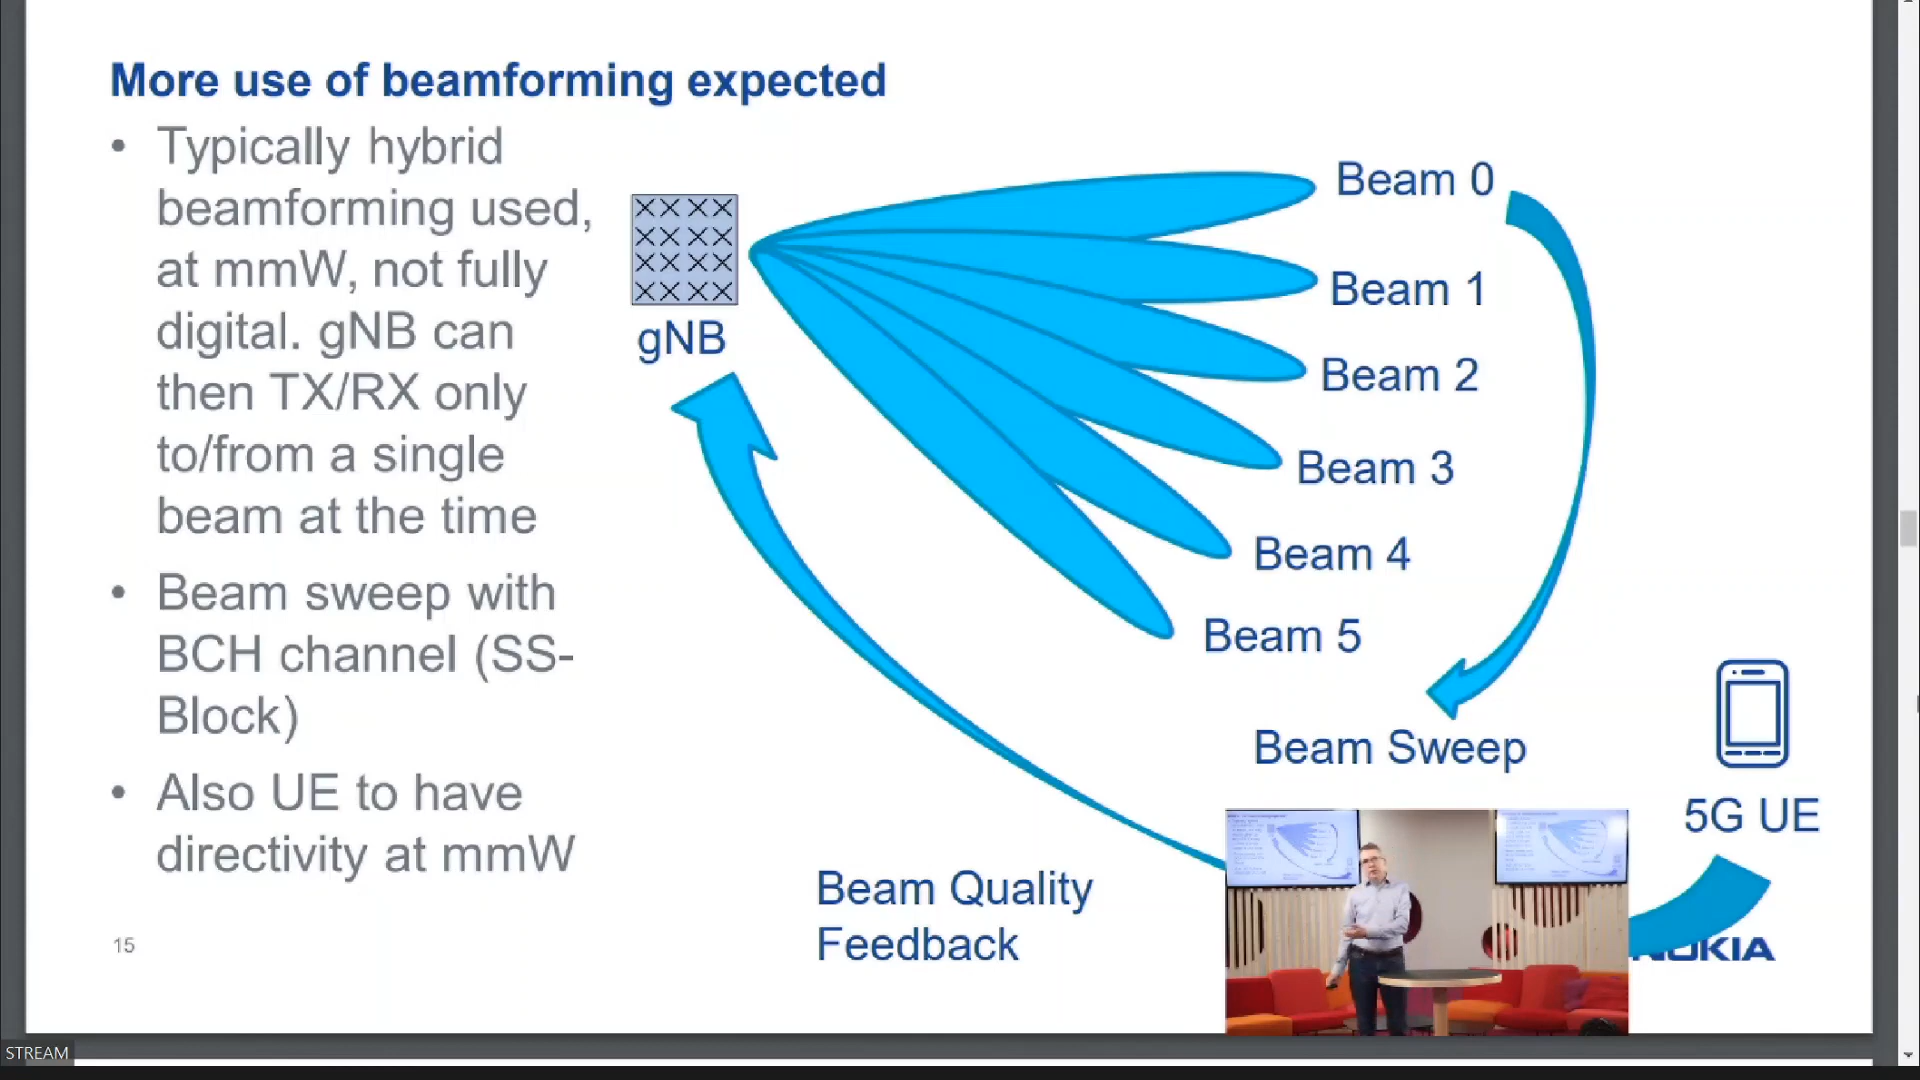 More use of beamforming expected
• Typically hybrid
beamforming used,
at mmW, not fully
digital. gNB can
then TX/RX only
to/from a single
beam at the time
• Beam sweep with
BCH channel (SS-
Block)
• Also UE to have
directivity at mmW
gNB
Beam 0
Beam 1
Beam 2
Beam 3
Beam 4
Beam 5
Beam Sweep
5G UE
Beam Quality
Feedback
15
NOKIA
STREAM